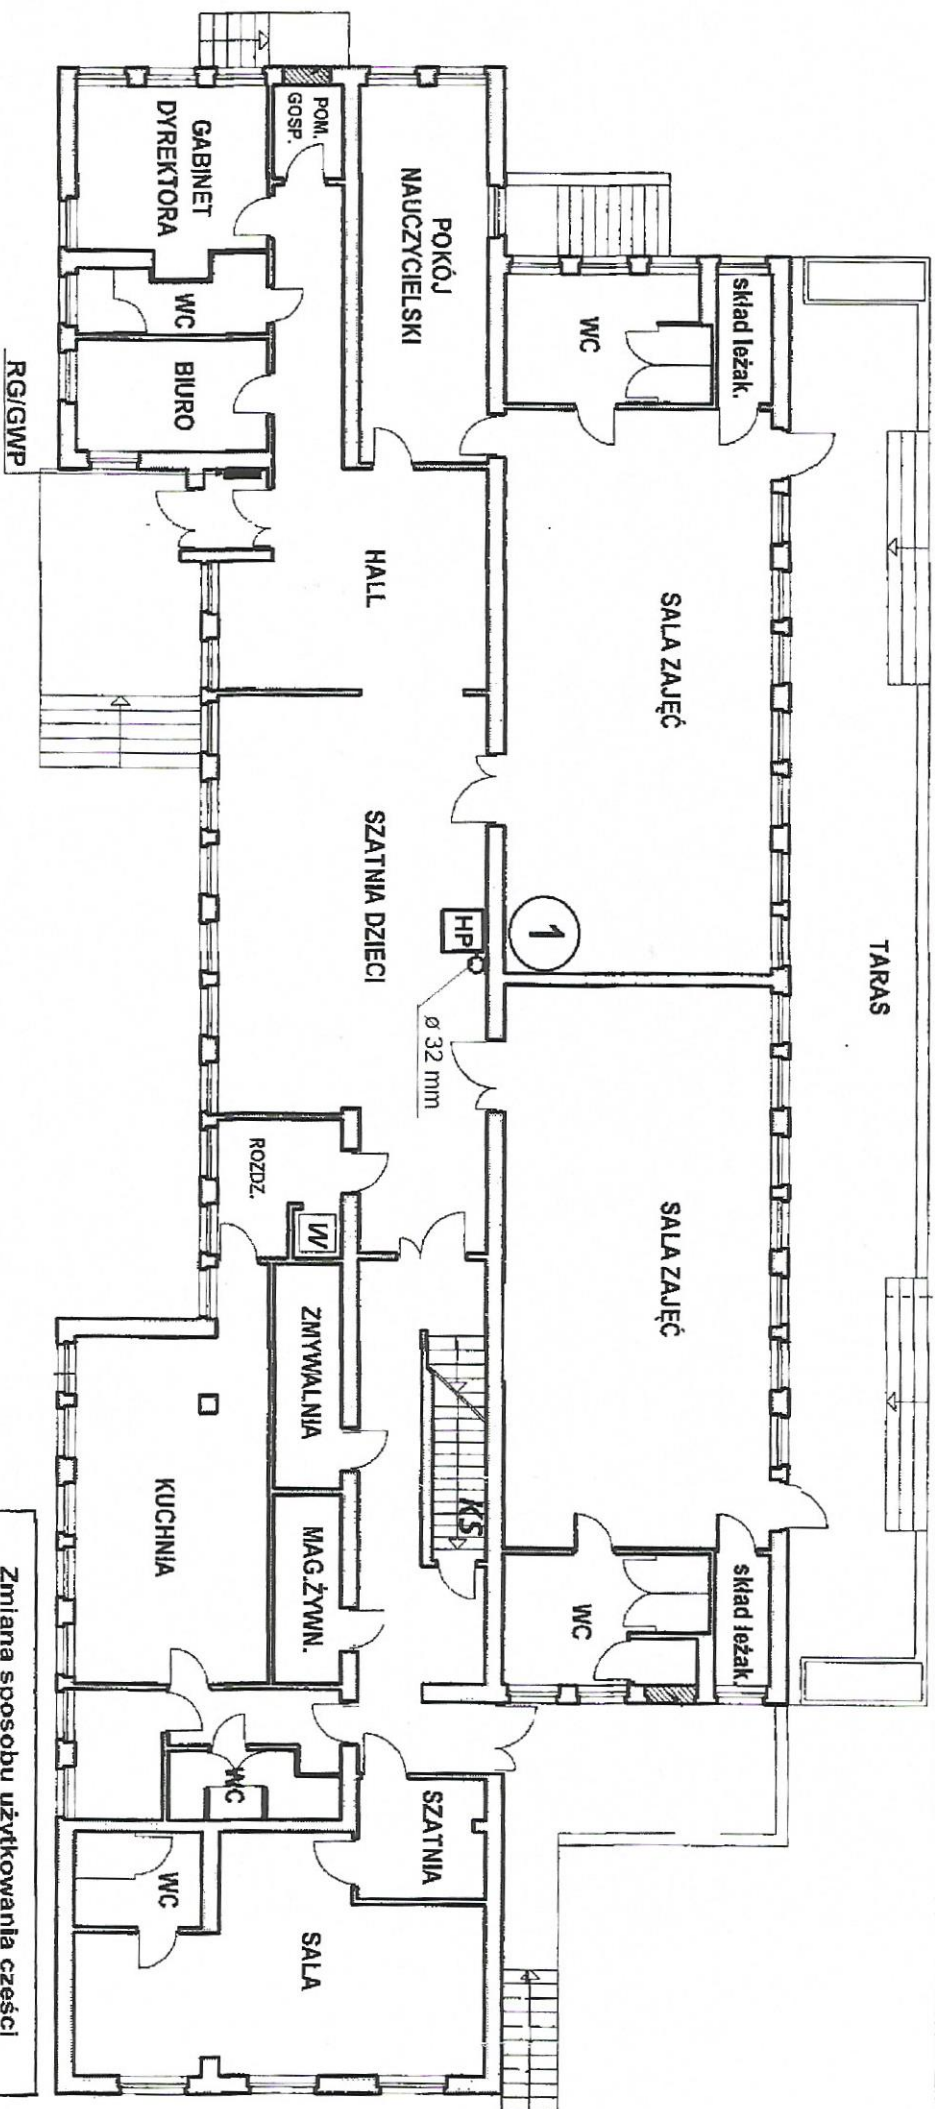 TARAS
skład leżak.
WC
SALA ZAJĘĆ
1
SALA ZAJĘĆ
skład leżak.
WC
POKÓJ
NAUCZYCIELSKI
POM.
GOSP.
GABINET
DYREKTORA
WC
BIURO
RG/GWP
HALL
SZATNIA DZIECI
HP
ø 32 mm
ROZDZ.
W
ZMYWALNIA
MAG.ŻYWN.
KS
KUCHNIA
WC
SZATNIA
WC
SALA
Zmiana sposobu użytkowania części